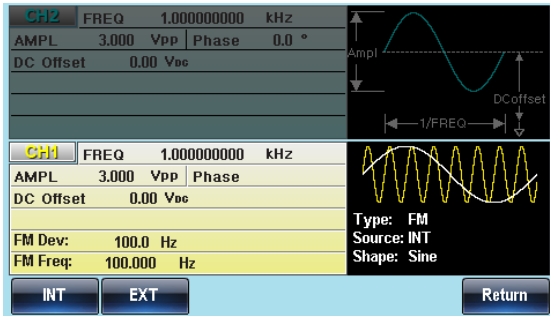 CH2 FREQ 1.000000000 kHz
AMPL 3.000 Vpp Phase 0.0 °
DC Offset 0.00 VDC
Ampl
DCoffset
1/FREQ
CH1 FREQ 1.000000000 kHz
AMPL 3.000 Vpp Phase
DC Offset 0.00 VDC
FM Dev: 100.0 Hz
FM Freq: 100.000 Hz
Type: FM
Source: INT
Shape: Sine
INT EXT Return